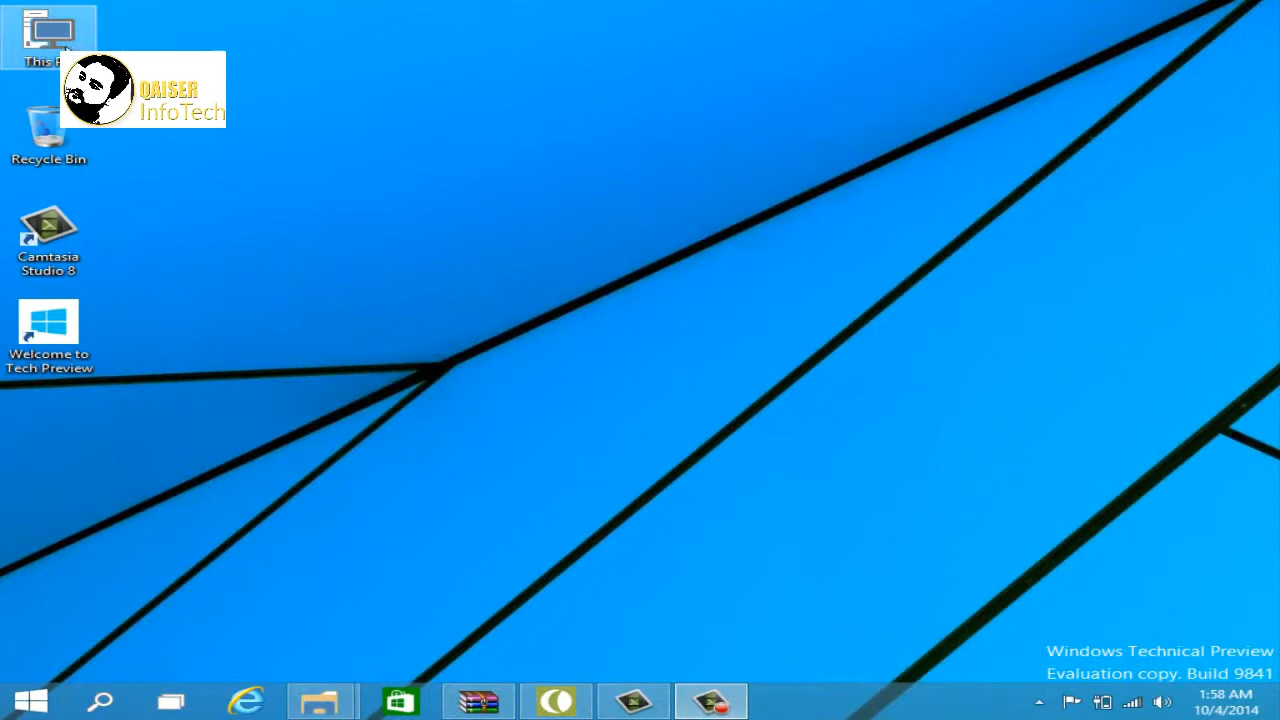 This P
QAISER
InfoTech
Recycle Bin
Camtasia
Studio 8
Welcome to
Tech Preview
Windows Technical Preview
Evaluation copy. Build 9841
1:58 AM
10/4/2014